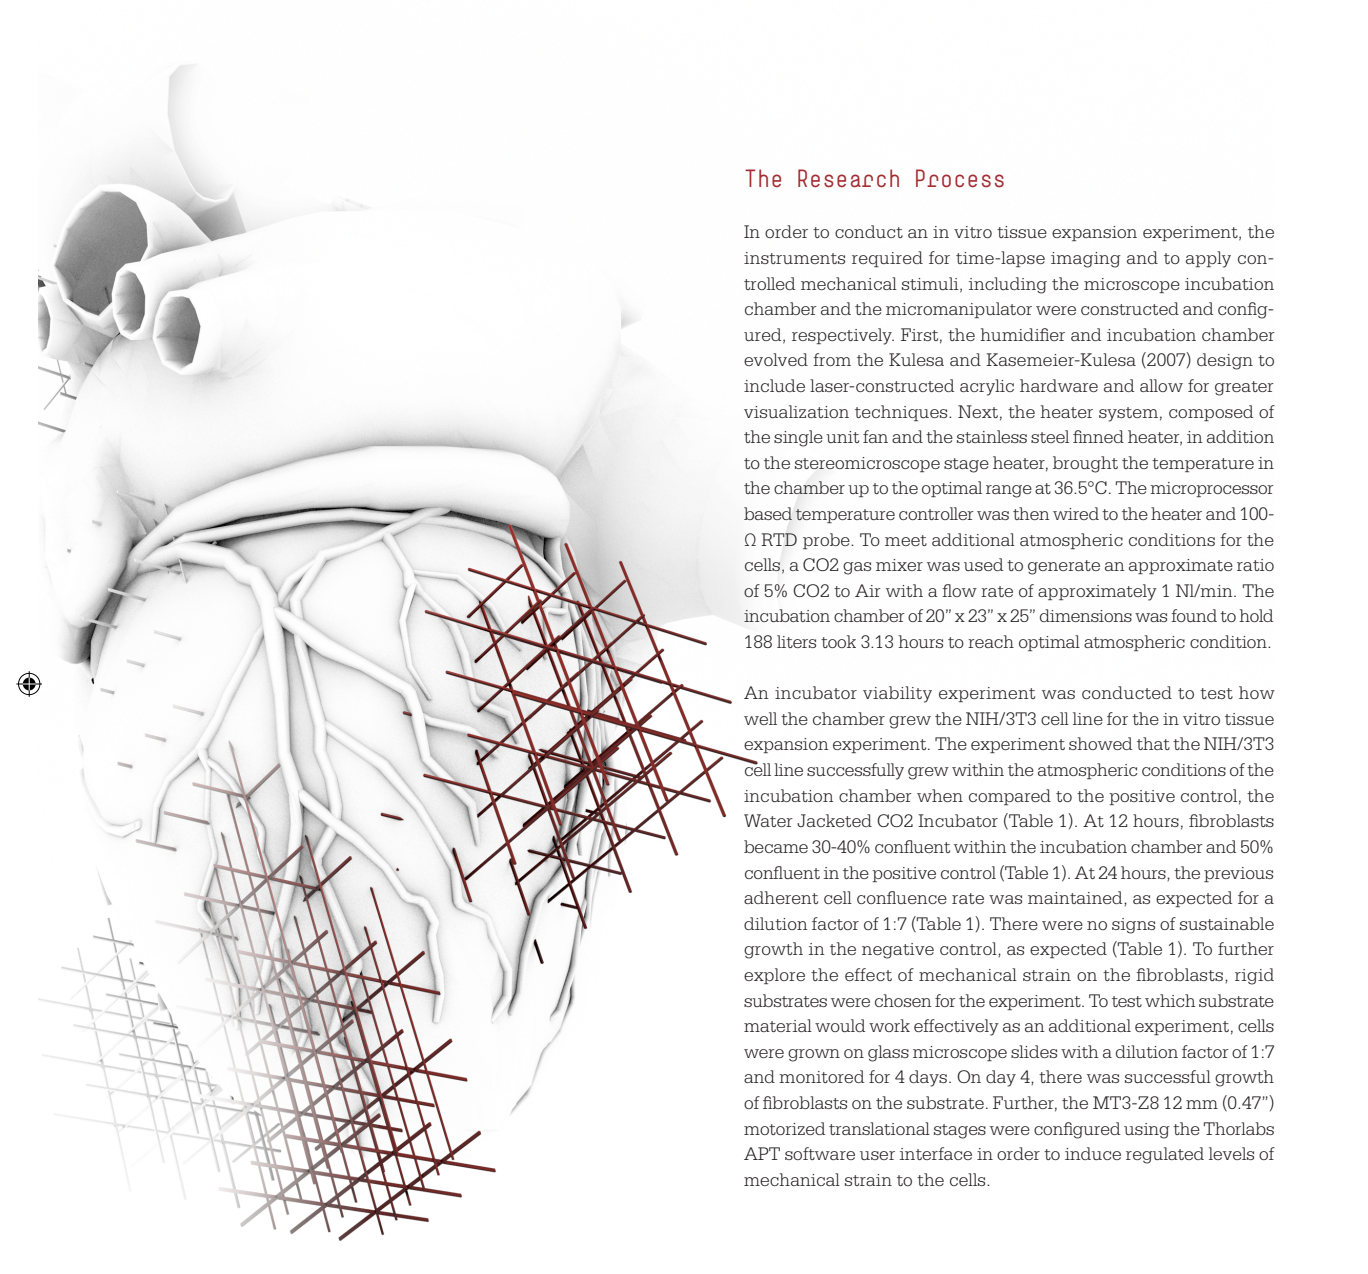 The Research Process
In order to conduct an in vitro tissue expansion experiment, the
instruments required for time-lapse imaging and to apply con-
trolled mechanical stimuli, including the microscope incubation
chamber and the micromanipulator were constructed and config-
ured, respectively. First, the humidifier and incubation chamber
evolved from the Kulesa and Kasemeier-Kulesa (2007) design to
include laser-constructed acrylic hardware and allow for greater
visualization techniques. Next, the heater system, composed of
the single unit fan and the stainless steel finned heater, in addition
to the stereomicroscope stage heater, brought the temperature in
the chamber up to the optimal range at 36.5°C. The microprocessor
based temperature controller was then wired to the heater and 100-
Ω RTD probe. To meet additional atmospheric conditions for the
cells, a CO2 gas mixer was used to generate an approximate ratio
of 5% CO2 to Air with a flow rate of approximately 1 Nl/min. The
incubation chamber of 20” x 23” x 25” dimensions was found to hold
188 liters took 3.13 hours to reach optimal atmospheric condition.
An incubator viability experiment was conducted to test how
well the chamber grew the NIH/3T3 cell line for the in vitro tissue
expansion experiment. The experiment showed that the NIH/3T3
cell line successfully grew within the atmospheric conditions of the
incubation chamber when compared to the positive control, the
Water Jacketed CO2 Incubator (Table 1). At 12 hours, fibroblasts
became 30-40% confluent within the incubation chamber and 50%
confluent in the positive control (Table 1). At 24 hours, the previous
adherent cell confluence rate was maintained, as expected for a
dilution factor of 1:7 (Table 1). There were no signs of sustainable
growth in the negative control, as expected (Table 1). To further
explore the effect of mechanical strain on the fibroblasts, rigid
substrates were chosen for the experiment. To test which substrate
material would work effectively as an additional experiment, cells
were grown on glass microscope slides with a dilution factor of 1:7
and monitored for 4 days. On day 4, there was successful growth
of fibroblasts on the substrate. Further, the MT3-Z8 12 mm (0.47”)
motorized translational stages were configured using the Thorlabs
APT software user interface in order to induce regulated levels of
mechanical strain to the cells.